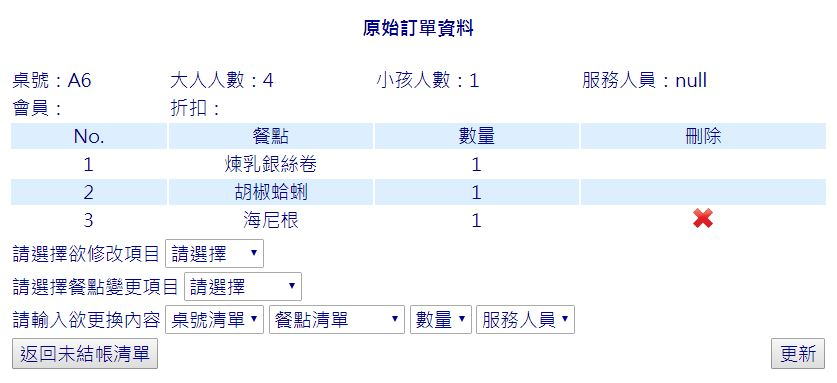 原始訂單資料
桌號：A6 大人人數：4 小孩人數：1 服務人員：null
會員： 折扣：
No. 餐點 數量 刪除
1 煉乳銀絲卷 1
2 胡椒蛤蜊 1
3 海尼根 1
請選擇欲修改項目 請選擇
請選擇餐點變更項目 請選擇
請輸入欲更換內容 桌號清單 餐點清單 數量 服務人員
返回未結帳清單 更新